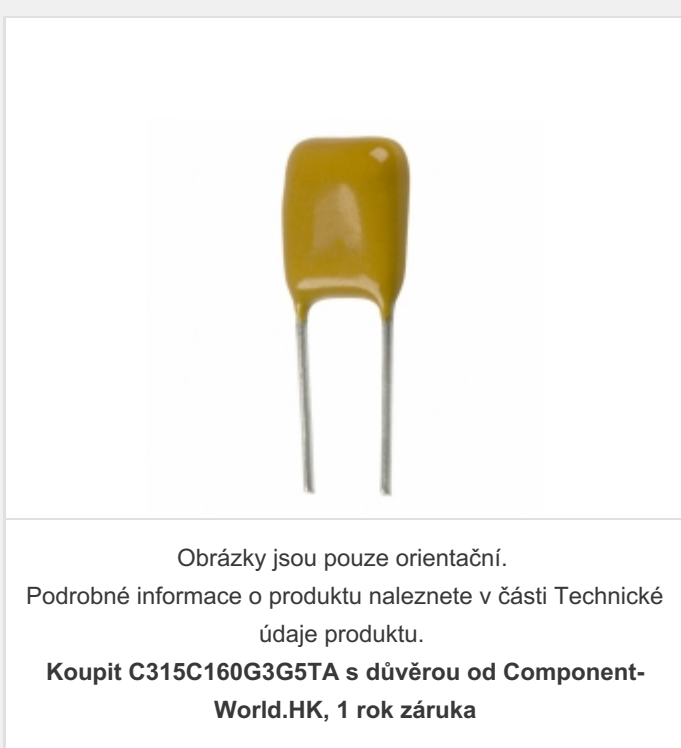 Obrázky jsou pouze orientační.
Podrobné informace o produktu naleznete v části Technické
údaje produktu.
Koupit C315C160G3G5TA s důvěrou od Component-
World.HK, 1 rok záruka